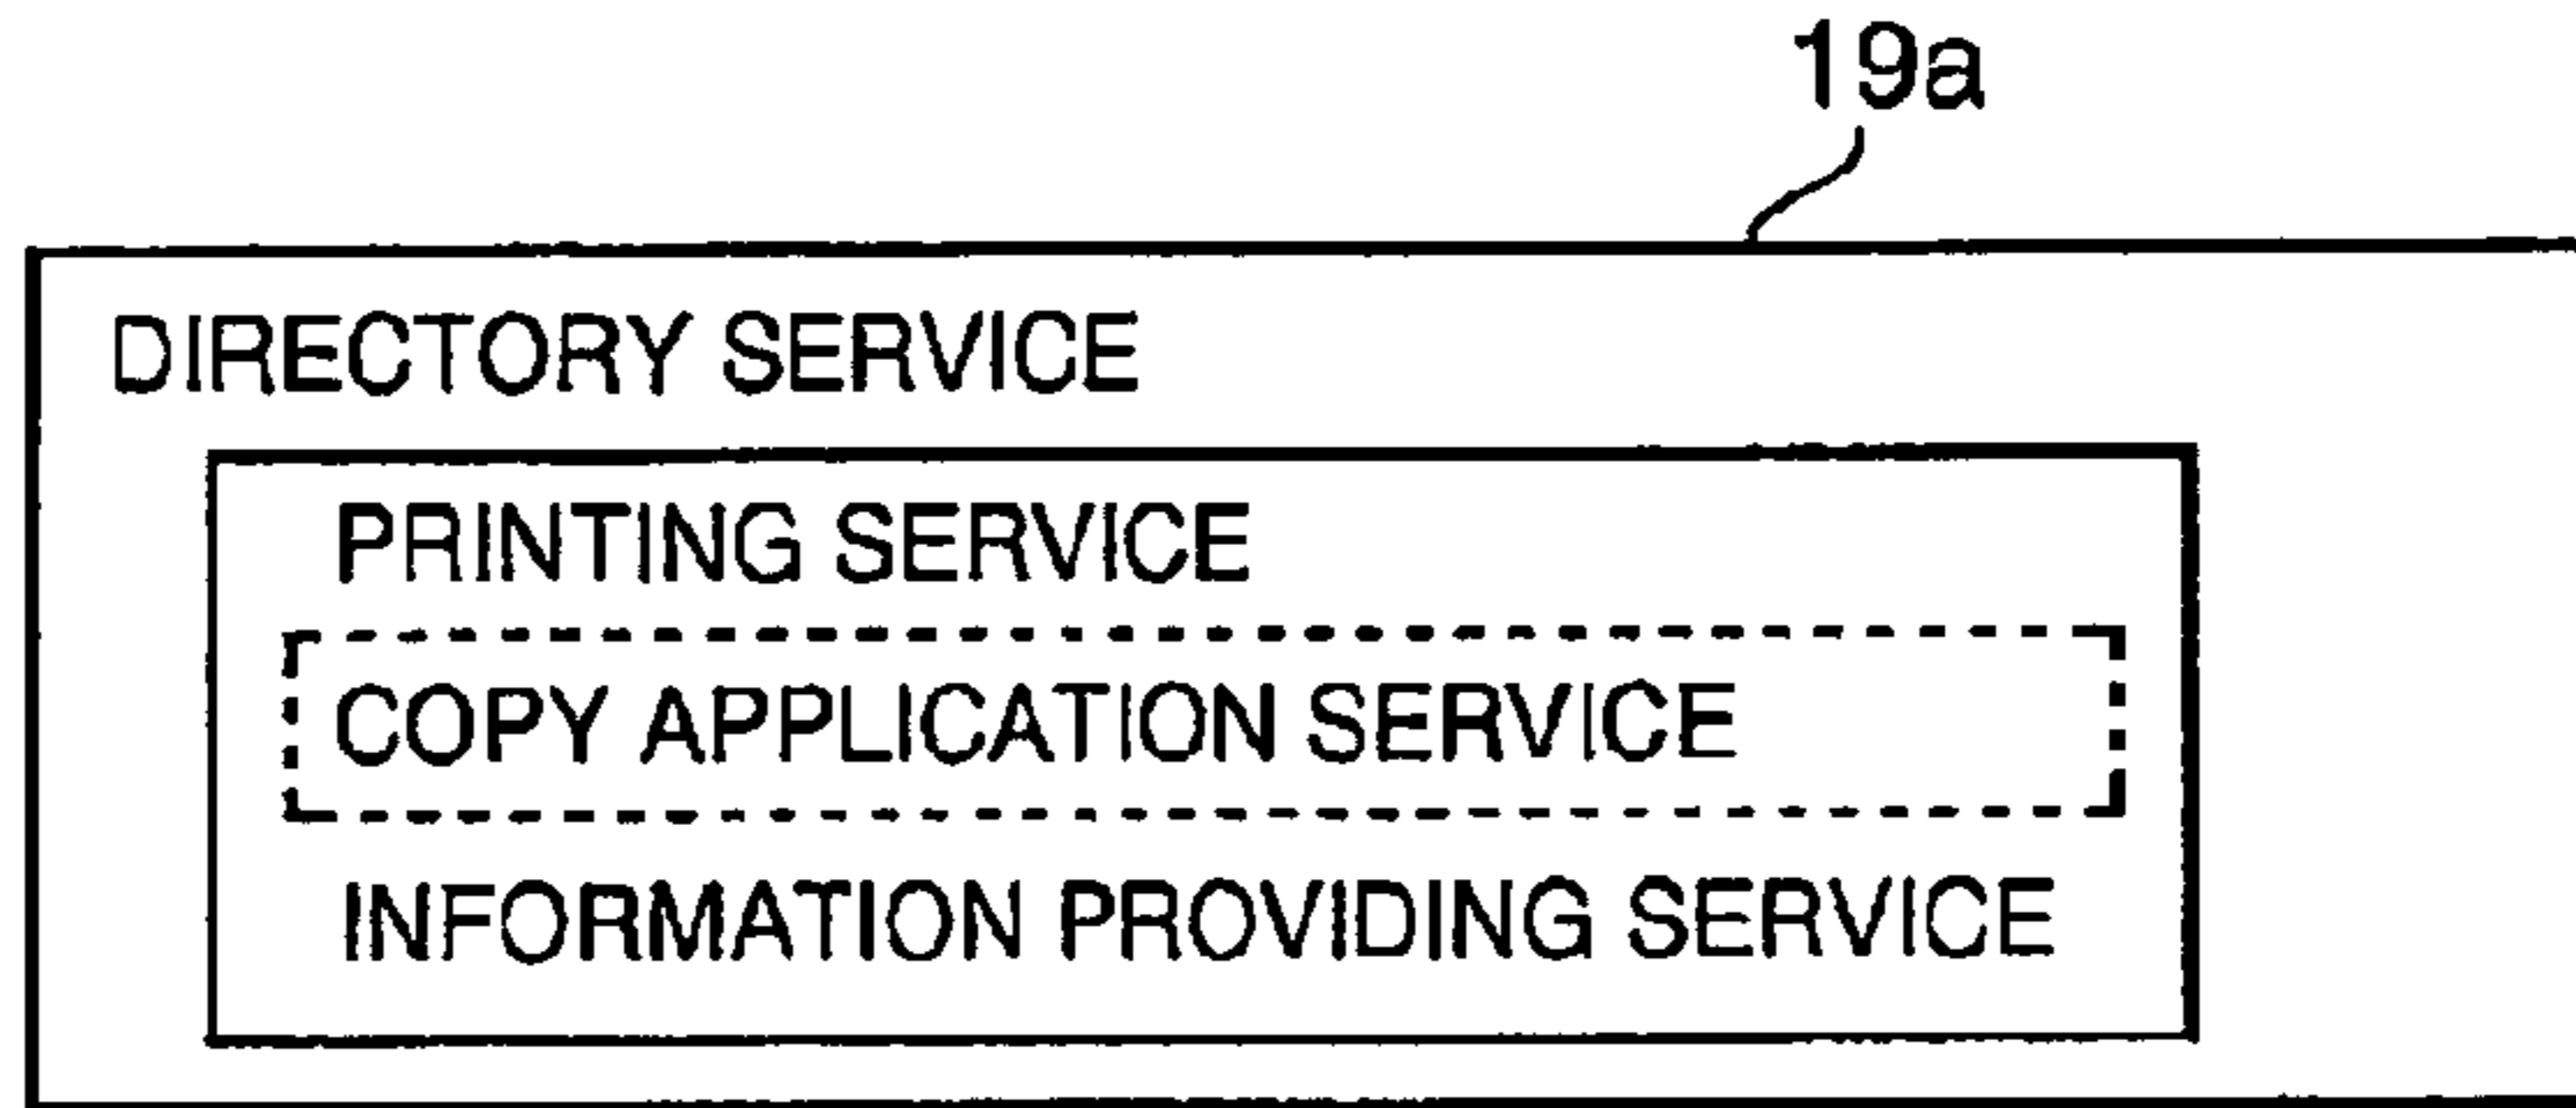 19a
DIRECTORY SERVICE
PRINTING SERVICE
COPY APPLICATION SERVICE
INFORMATION PROVIDING SERVICE